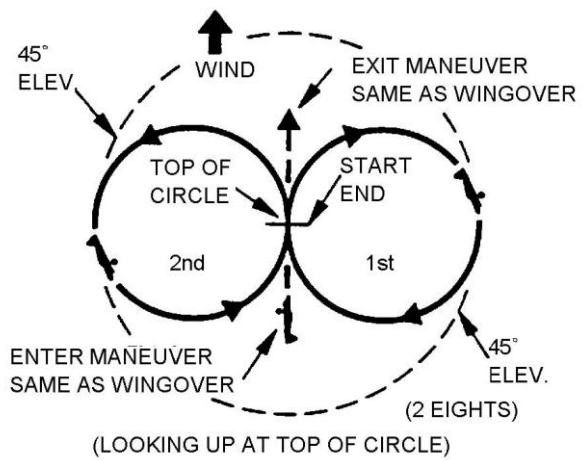 45°
ELEV
WIND
EXIT MANEUVER
SAME AS WINGOVER
TOP OF
CIRCLE
START
END
2nd
1st
ENTER MANEUVER
SAME AS WINGOVER
45°
ELEV.
(2 EIGHTS)
(LOOKING UP AT TOP OF CIRCLE)